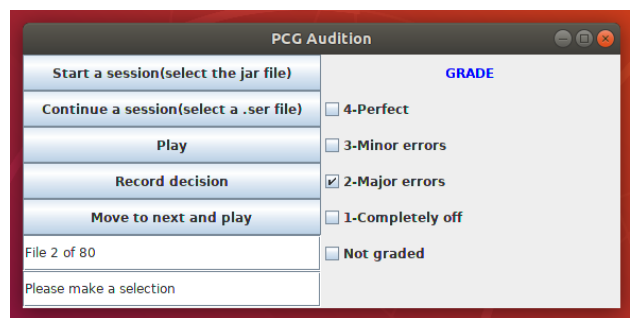 PCG Audition
Start a session(select the jar file)
Continue a session(select a .ser file)
Play
Record decision
Move to next and play
File 2 of 80
Please make a selection
GRADE
4-Perfect
3-Minor errors
2-Major errors
1-Completely off
Not graded